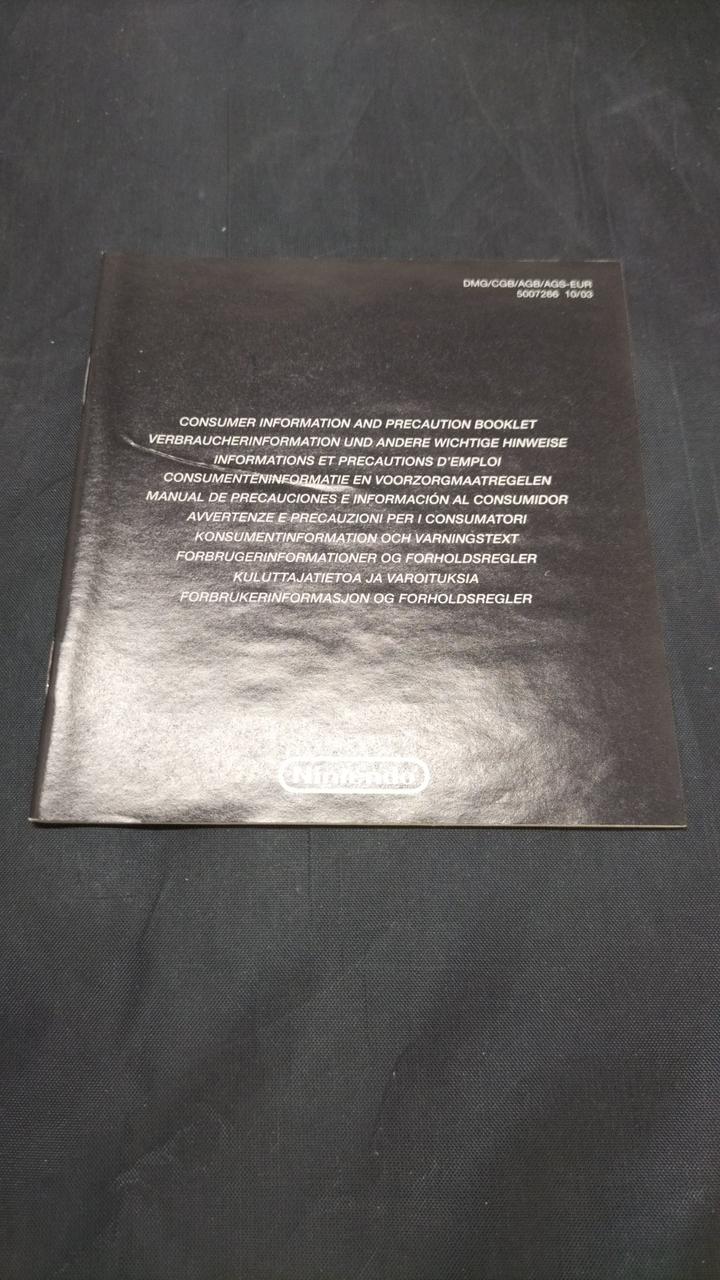 DMG/CGB/AGB/AGS-EUR
5007266 10/03
CONSUMER INFORMATION AND PRECAUTION BOOKLET
VERBRAUCHERINFORMATION UND ANDERE WICHTIGE HINWEISE
INFORMATIONS ET PRECAUTIONS D'EMPLOI
CONSUMENTENINFORMATIE EN VOORZORGMAATREGELEN
MANUAL DE PRECAUCIONES E INFORMACIÓN AL CONSUMIDOR
AVVERTENZE E PRECAUZIONI PER I CONSUMATORI
KONSUMENTINFORMATION OCH VARNINGSTEXT
FORBRUGERINFORMATIONER OG FORHOLDSREGLER
KULUTTAJATIETOA JA VAROITUKSIA
FORBRUKERINFORMASJON OG FORHOLDSREGLER
Nintendo